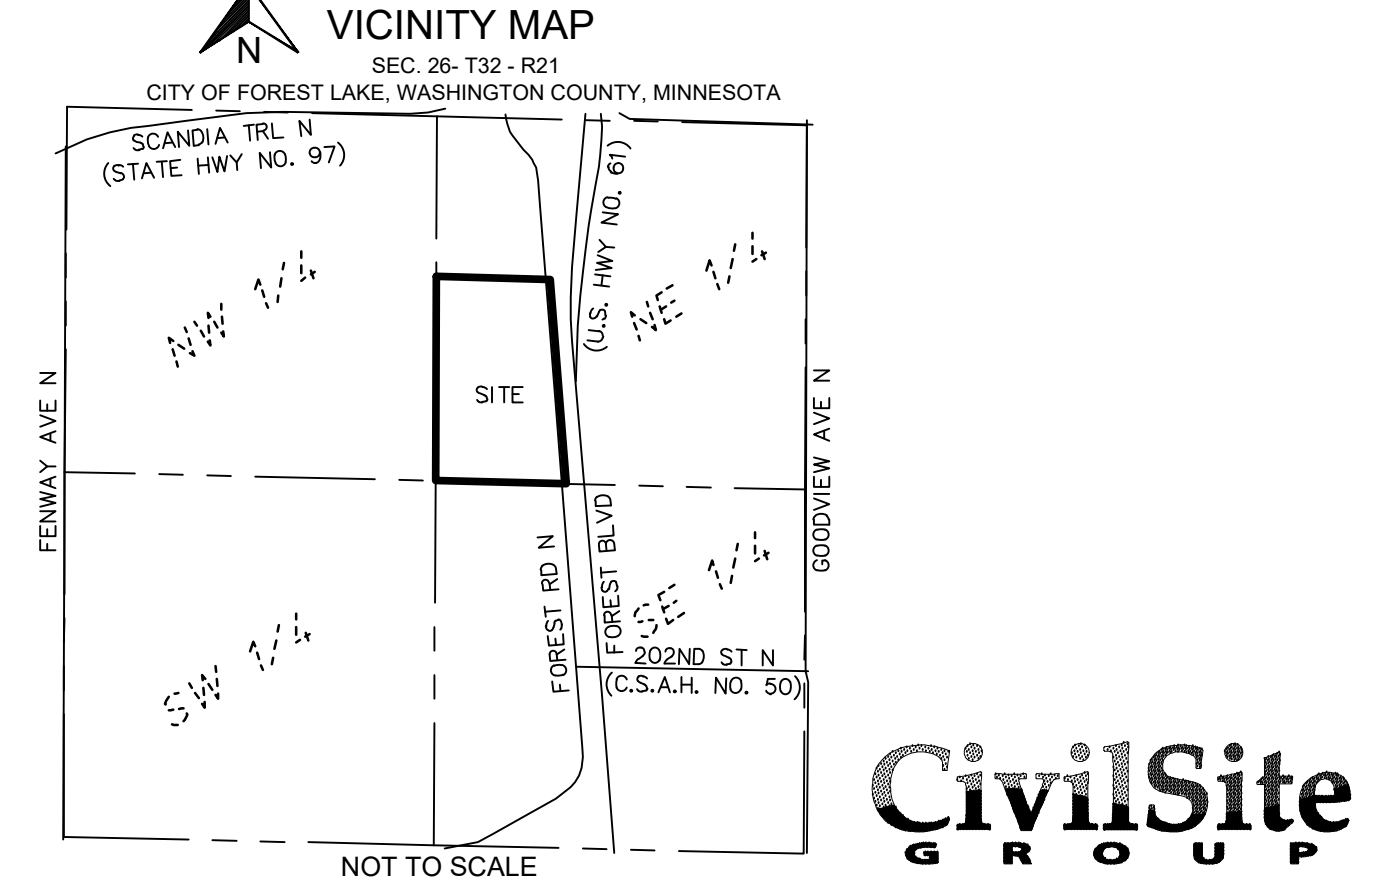 N
VICINITY MAP
SEC. 26- T32 - R21
CITY OF FOREST LAKE, WASHINGTON COUNTY, MINNESOTA
SCANDIA TRL N
(STATE HWY NO. 97)
(U.S. HWY NO. 61)
NW 1/4
NE 1/4
SITE
FENWAY AVE N
GOODVIEW AVE N
FOREST RD N
FOREST BLVD
SW 1/4
SE 1/4
202ND ST N
(C.S.A.H. NO. 50)
NOT TO SCALE
CivilSite
GROUP